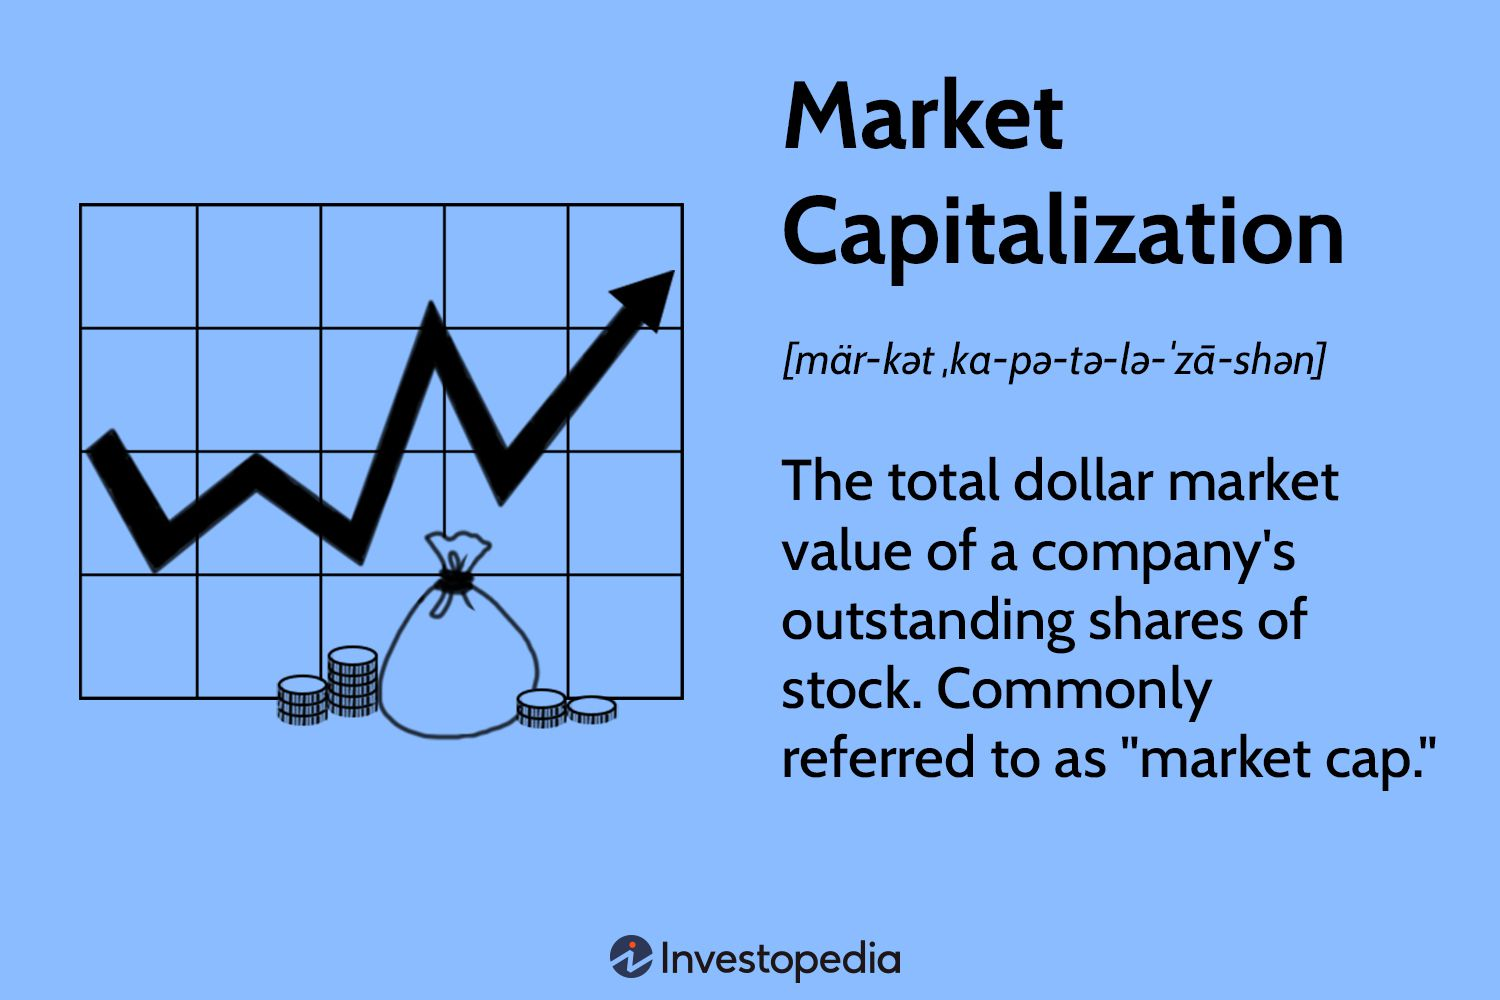 Market
Capitalization
[mär-kət ˌka-pə-tə-lə-ˈzā-shən]
The total dollar market
value of a company's
outstanding shares of
stock. Commonly
referred to as "market cap."
Investopedia